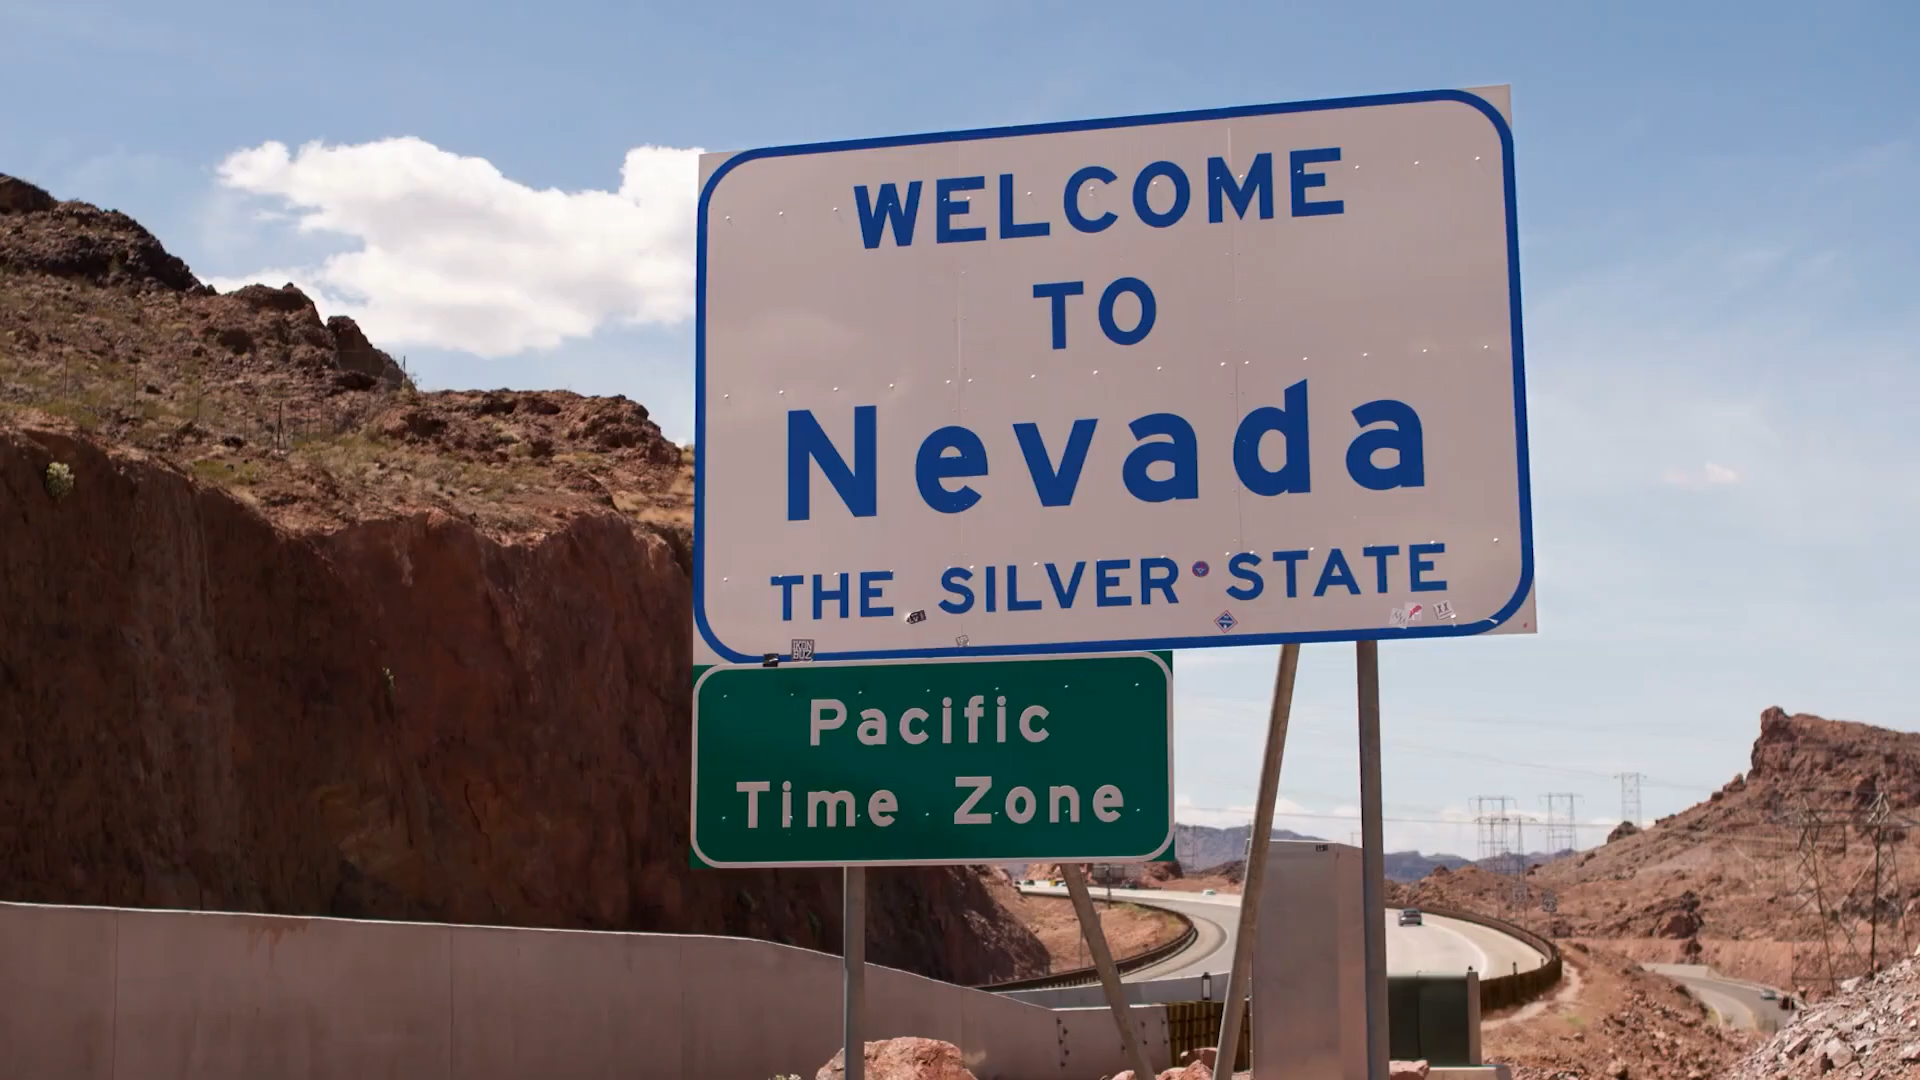 WELCOME
TO
Nevada
THE SILVER STATE
Pacific
Time Zone